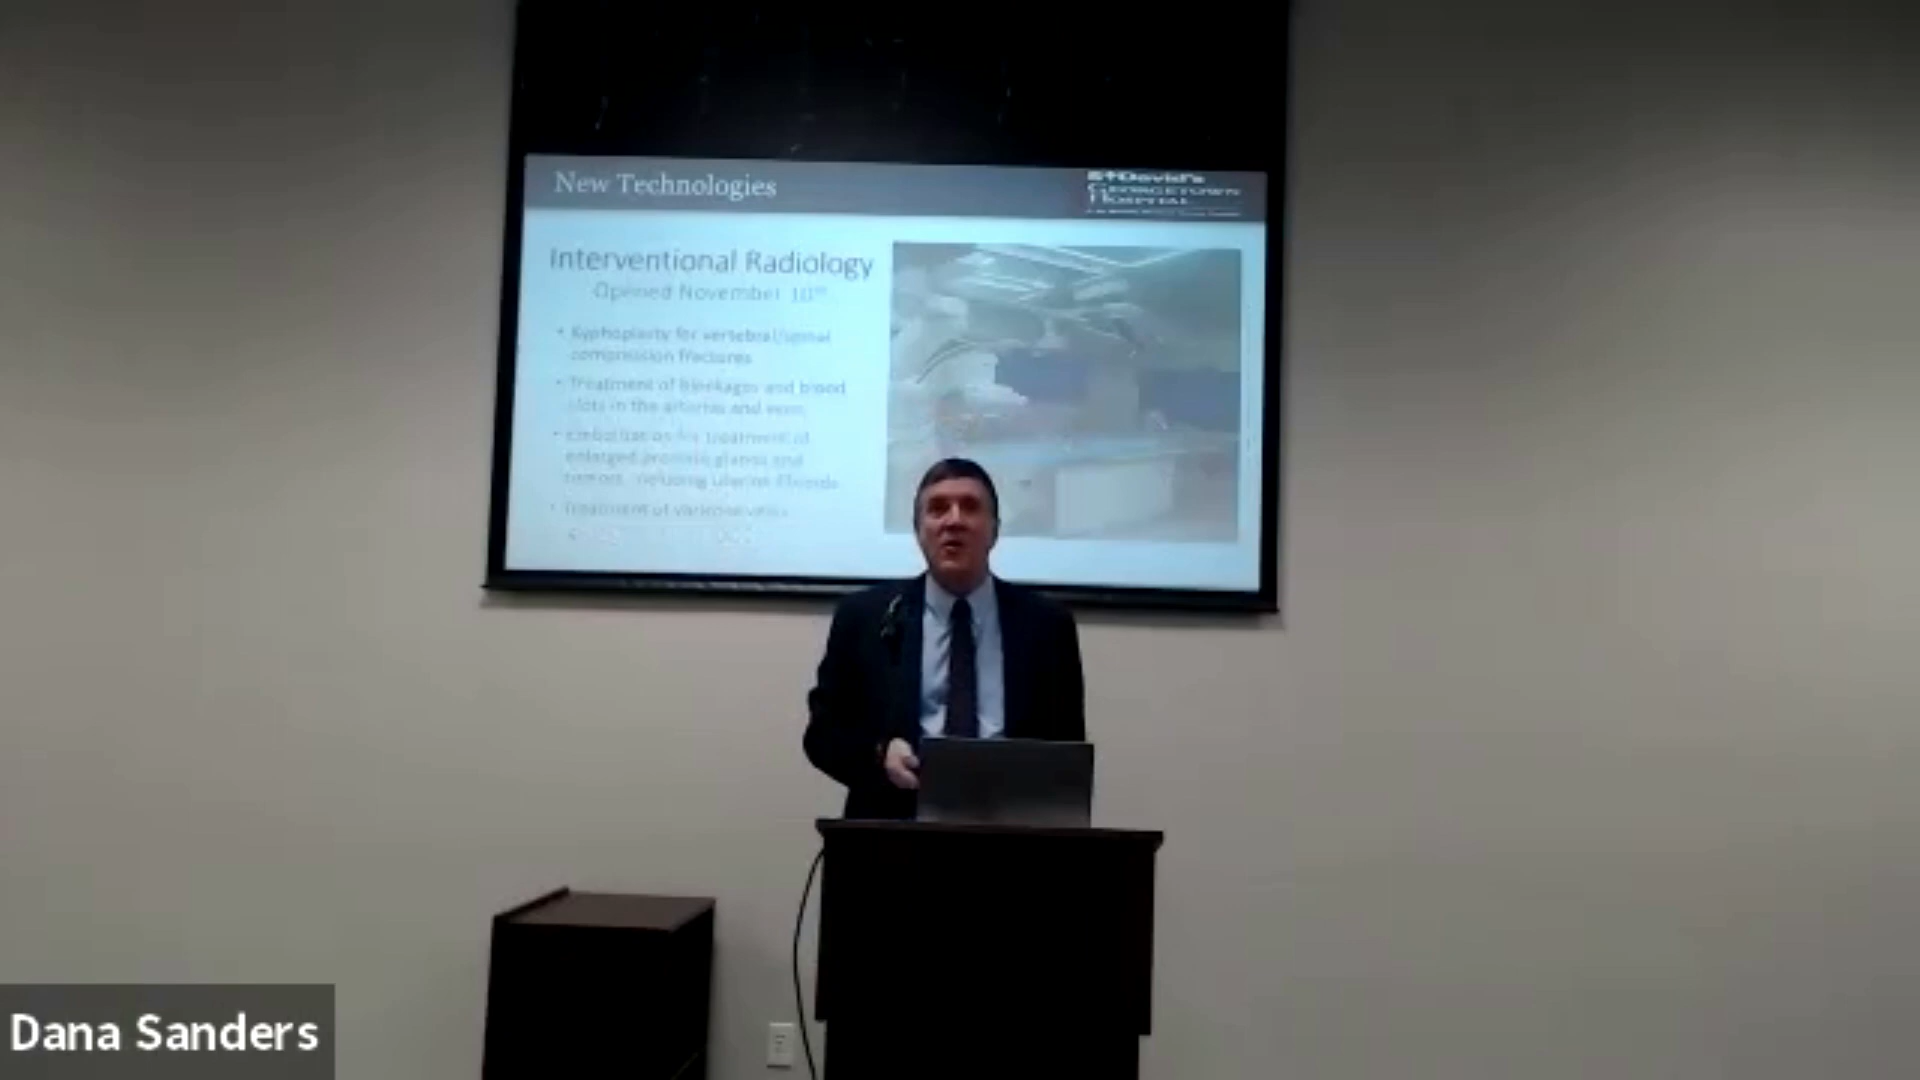 New Technologies
St David's
GEORGETOWN
HOSPITAL
Interventional Radiology
Opened November 10th
• Kyphoplasty for vertebral/spinal
compression fractures
• Treatment of blockages and blood
clots in the arteries and veins
• Embolization for treatment of
enlarged prostate glands and
tumors, including uterine fibroids
• Treatment of varicose veins
Dana Sanders